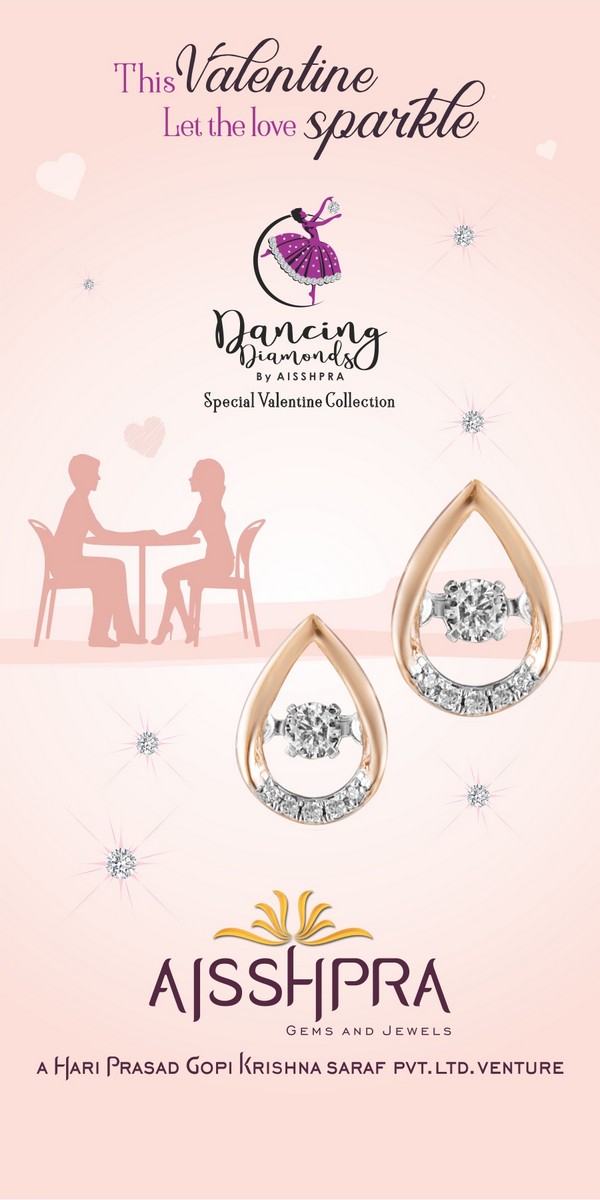 This Valentine
Let the love sparkle
Dancing
Diamonds
By AISSHPRA
Special Valentine Collection
AISSHPRA
GEMS AND JEWELS
A HARI PRASAD GOPI KRISHNA SARAF PVT. LTD. VENTURE